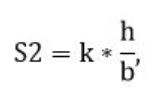 S2 = k * h/b,